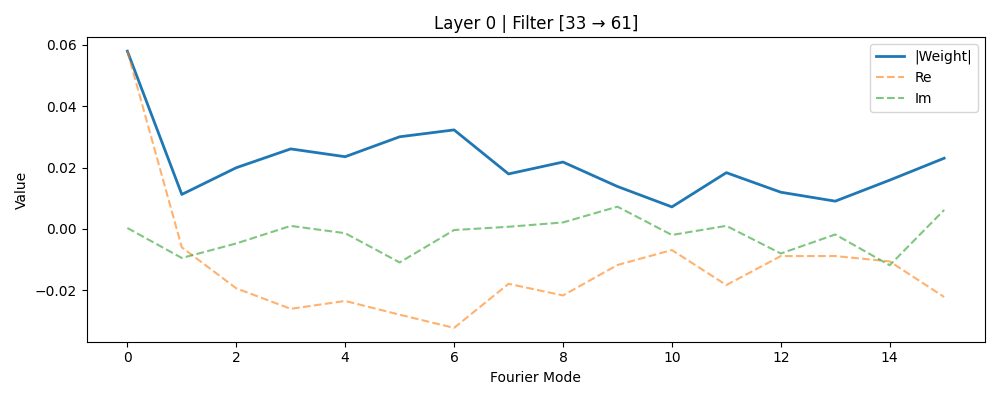 Layer 0 | Filter [33 → 61]
0.06
0.04
0.02
0.00
−0.02
Value
|Weight|
Re
Im
0 2 4 6 8 10 12 14
Fourier Mode